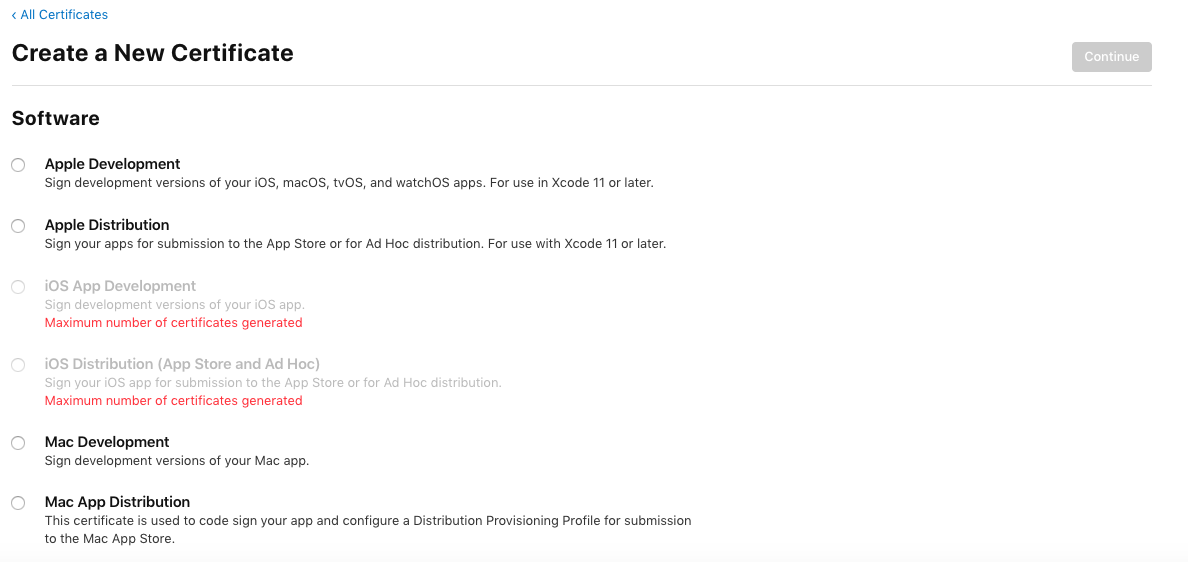 ‹ All Certificates
Create a New Certificate
Continue
Software
Apple Development
Sign development versions of your iOS, macOS, tvOS, and watchOS apps. For use in Xcode 11 or later.
Apple Distribution
Sign your apps for submission to the App Store or for Ad Hoc distribution. For use with Xcode 11 or later.
iOS App Development
Sign development versions of your iOS app.
Maximum number of certificates generated
iOS Distribution (App Store and Ad Hoc)
Sign your iOS app for submission to the App Store or for Ad Hoc distribution.
Maximum number of certificates generated
Mac Development
Sign development versions of your Mac app.
Mac App Distribution
This certificate is used to code sign your app and configure a Distribution Provisioning Profile for submission
to the Mac App Store.